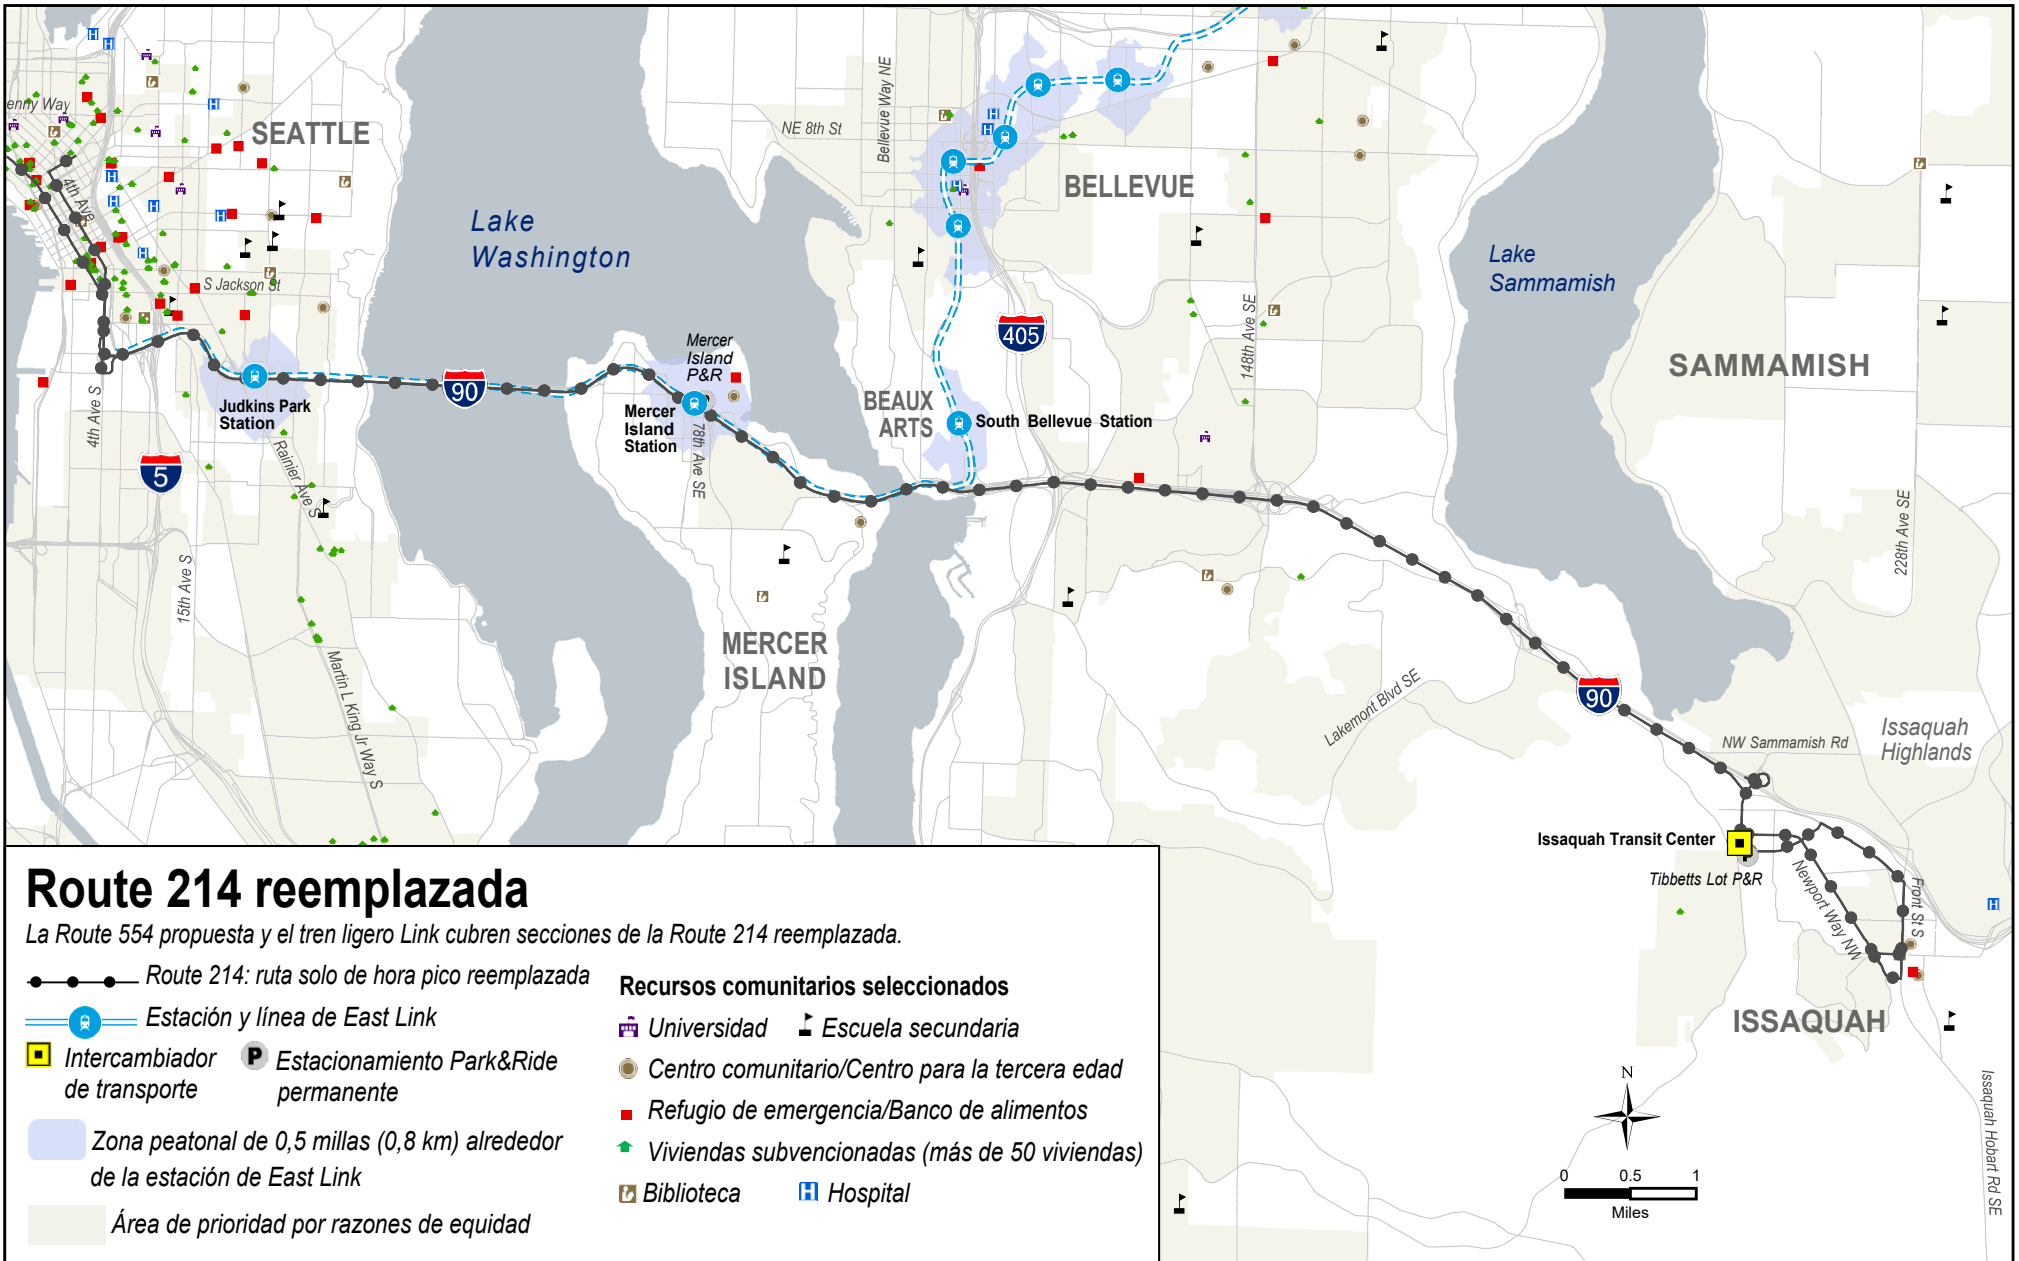 enny Way
SEATTLE
4th Ave
S Jackson St
Lake
Washington
NE 8th St
Bellevue Way NE
BELLEVUE
Lake
Sammamish
405
148th Ave SE
SAMMAMISH
Mercer
Island
P&R
90
Judkins Park
Station
Mercer
Island
Station
78th Ave SE
BEAUX
ARTS
South Bellevue Station
4th Ave S
5
Rainier Ave S
15th Ave S
Martin L King Jr Way S
MERCER
ISLAND
228th Ave SE
Lakemont Blvd SE
90
NW Sammamish Rd
Issaquah
Highlands
Issaquah Transit Center
Tibbetts Lot P&R
Newport Way NW
Front St S
ISSAQUAH
Issaquah Hobart Rd SE
N
0 0.5 1
Miles
Route 214 reemplazada
La Route 554 propuesta y el tren ligero Link cubren secciones de la Route 214 reemplazada.
Route 214: ruta solo de hora pico reemplazada
Estación y línea de East Link
Intercambiador
de transporte
P
Estacionamiento Park&Ride
permanente
Zona peatonal de 0,5 millas (0,8 km) alrededor
de la estación de East Link
Área de prioridad por razones de equidad
Recursos comunitarios seleccionados
Universidad
Escuela secundaria
Centro comunitario/Centro para la tercera edad
Refugio de emergencia/Banco de alimentos
Viviendas subvencionadas (más de 50 viviendas)
Biblioteca
H Hospital